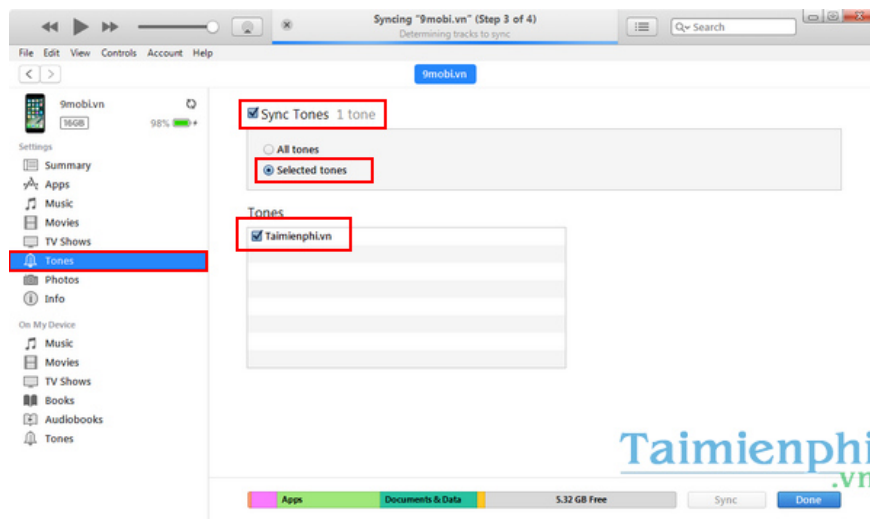 Syncing "9mobi.vn" (Step 3 of 4)
Determining tracks to sync
Search
File Edit View Controls Account Help
9mobi.vn
9mobi.vn
16GB 98%
Sync Tones 1 tone
Settings
All tones
Summary
Selected tones
Apps
Music
Tones
Movies
Taimienphi.vn
TV Shows
Tones
Photos
Info
On My Device
Music
Movies
TV Shows
Books
Audiobooks
Tones
Taimienphi
.vn
Apps Documents & Data 5.32 GB Free Sync Done